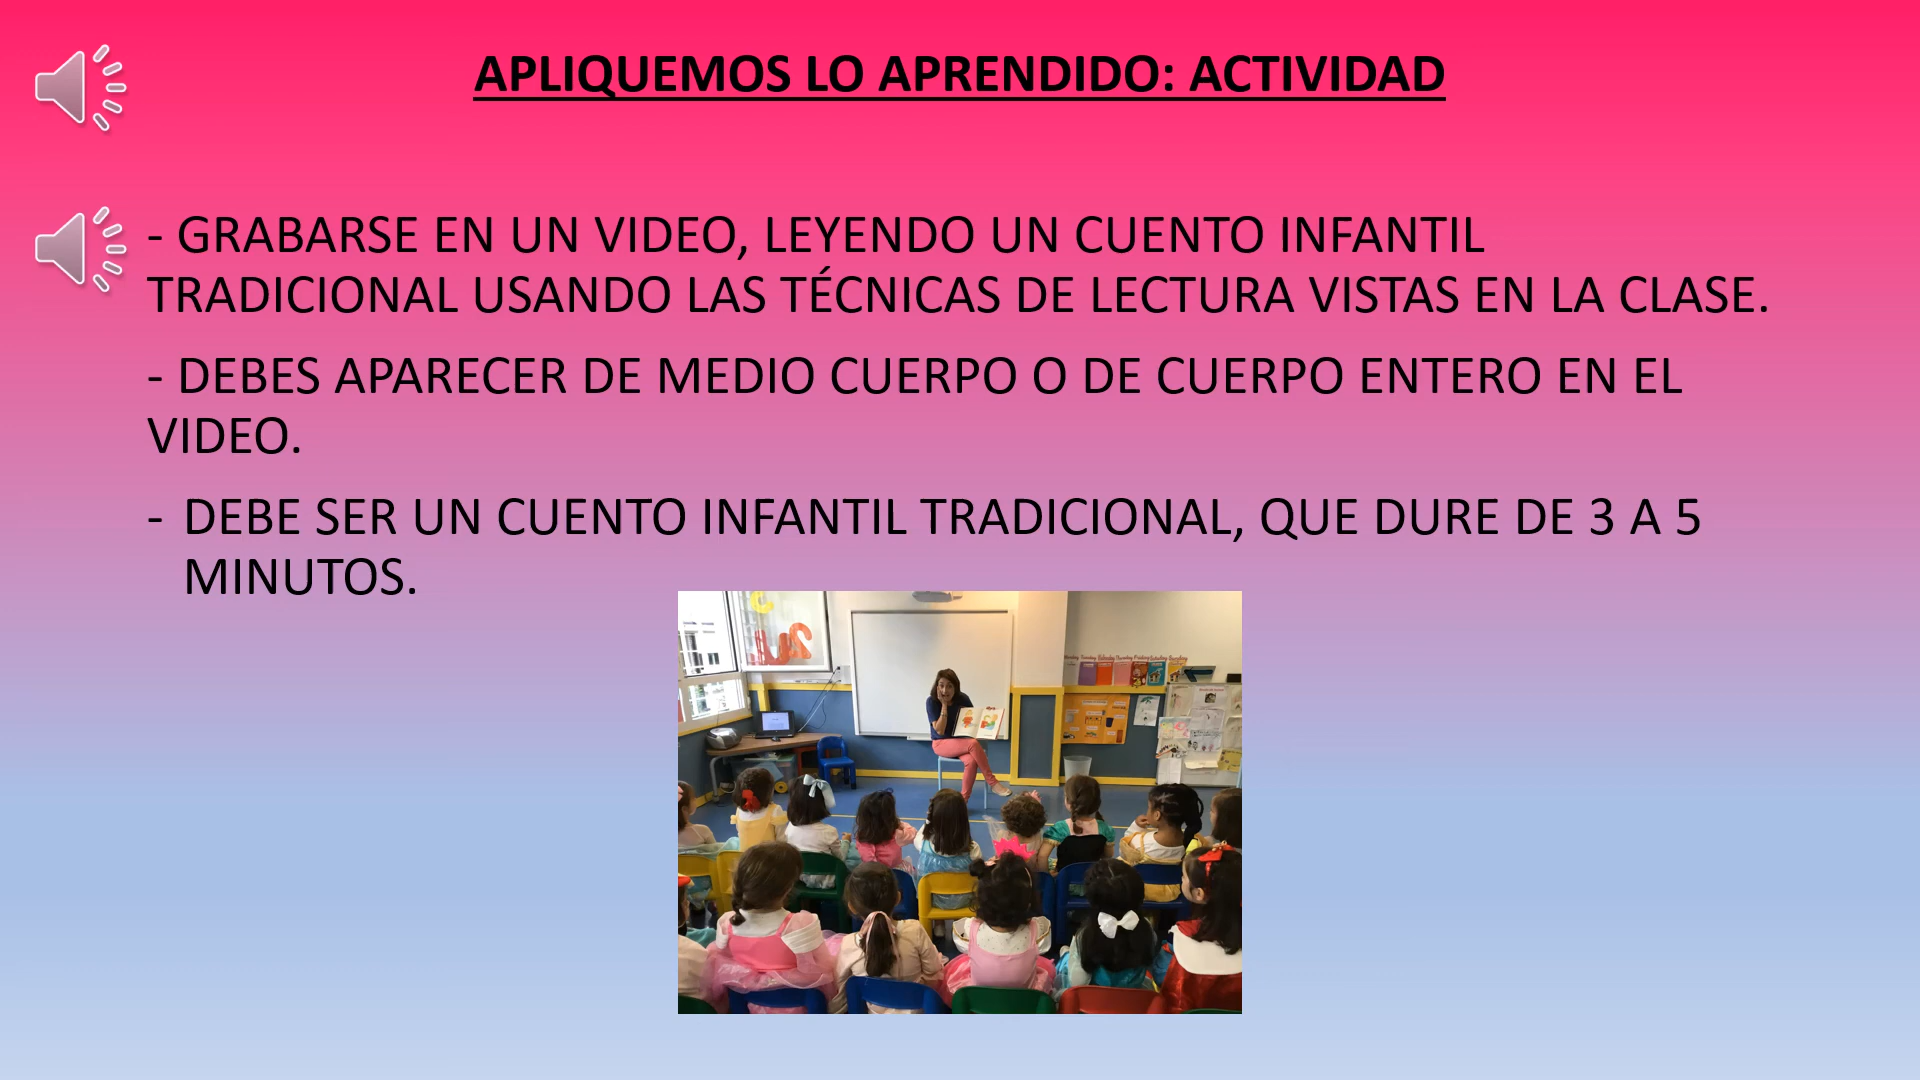 APLIQUEMOS LO APRENDIDO: ACTIVIDAD
- GRABARSE EN UN VIDEO, LEYENDO UN CUENTO INFANTIL
TRADICIONAL USANDO LAS TÉCNICAS DE LECTURA VISTAS EN LA CLASE.
- DEBES APARECER DE MEDIO CUERPO O DE CUERPO ENTERO EN EL
VIDEO.
- DEBE SER UN CUENTO INFANTIL TRADICIONAL, QUE DURE DE 3 A 5
MINUTOS.